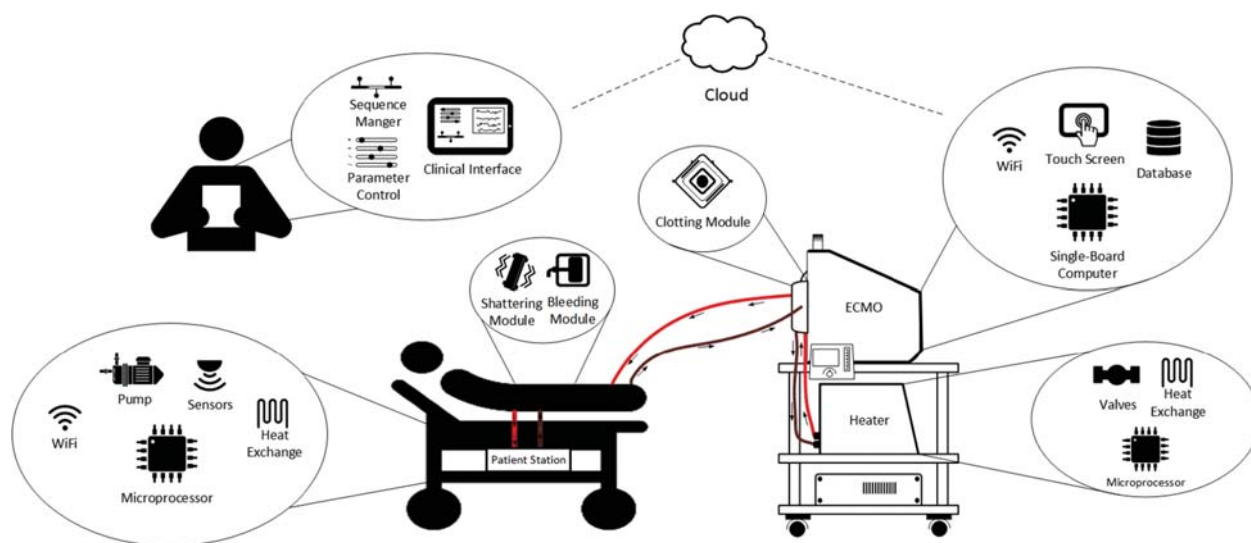 Cloud
Sequence
Manger
Parameter
Control
Clinical Interface
WiFi
Touch Screen
Database
Single-Board
Computer
Clotting Module
Shattering
Module
Bleeding
Module
ECMO
Pump
Sensors
WiFi
Heat
Exchange
Microprocessor
Patient Station
Heater
Valves
Heat
Exchange
Microprocessor